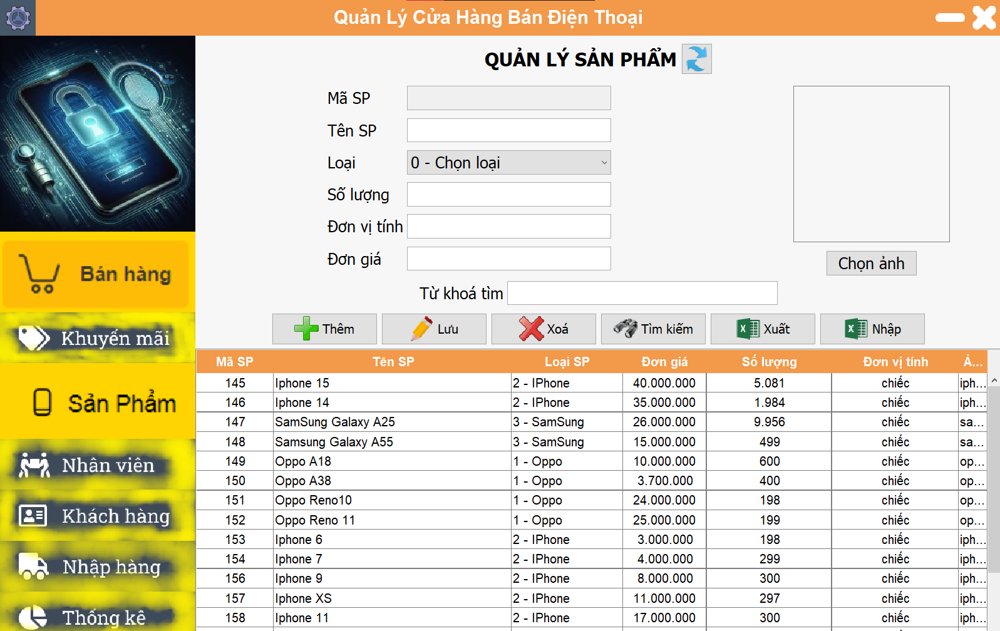 Quản Lý Cửa Hàng Bán Điện Thoại
QUẢN LÝ SẢN PHẨM
Mã SP
Tên SP
Loại 0 - Chọn loại
Số lượng
Đơn vị tính
Đơn giá
Chọn ảnh
Từ khoá tìm
Thêm Lưu Xoá Tìm kiếm Xuất Nhập
Bán hàng
Khuyến mãi
Sản Phẩm
Nhân viên
Khách hàng
Nhập hàng
Thống kê
Mã SP Tên SP Loại SP Đơn giá Số lượng Đơn vị tính Ả...
145 Iphone 15 2 - IPhone 40.000.000 5.081 chiếc iph...
146 Iphone 14 2 - IPhone 35.000.000 1.984 chiếc iph...
147 SamSung Galaxy A25 3 - SamSung 26.000.000 9.956 chiếc sa...
148 Samsung Galaxy A55 3 - SamSung 15.000.000 499 chiếc sa...
149 Oppo A18 1 - Oppo 10.000.000 600 chiếc op...
150 Oppo A38 1 - Oppo 3.700.000 400 chiếc op...
151 Oppo Reno10 1 - Oppo 24.000.000 198 chiếc op...
152 Oppo Reno 11 1 - Oppo 25.000.000 199 chiếc op...
153 Iphone 6 2 - IPhone 3.000.000 198 chiếc iph...
154 Iphone 7 2 - IPhone 4.000.000 299 chiếc iph...
156 Iphone 9 2 - IPhone 8.000.000 300 chiếc iph...
157 Iphone XS 2 - IPhone 11.000.000 297 chiếc iph...
158 Iphone 11 2 - IPhone 17.000.000 300 chiếc iph...